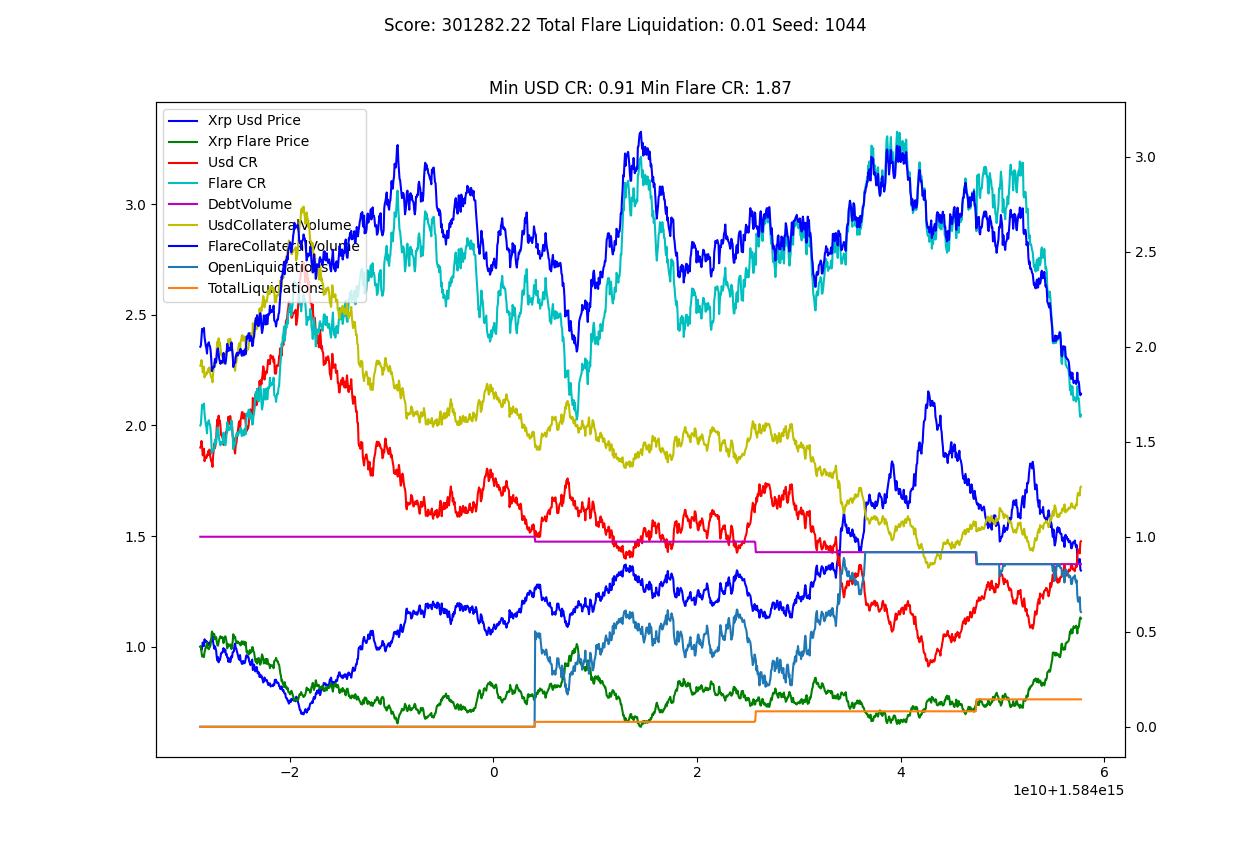 Score: 301282.22 Total Flare Liquidation: 0.01 Seed: 1044
Min USD CR: 0.91 Min Flare CR: 1.87
Xrp Usd Price
Xrp Flare Price
Usd CR
Flare CR
DebtVolume
UsdCollateralVolume
FlareCollateralVolume
OpenLiquidations
TotalLiquidations
3.0
2.5
2.0
1.5
1.0
3.0
2.5
2.0
1.5
1.0
0.5
0.0
−2 0 2 4 6
1e10+1.584e15